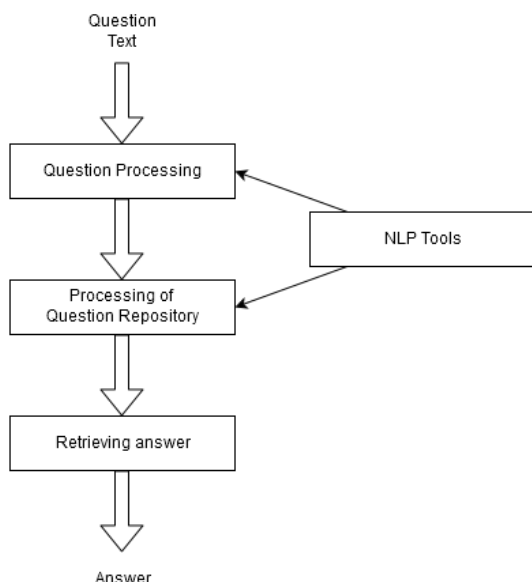 Question
Text
Question Processing
NLP Tools
Processing of
Question Repository
Retrieving answer
Answer